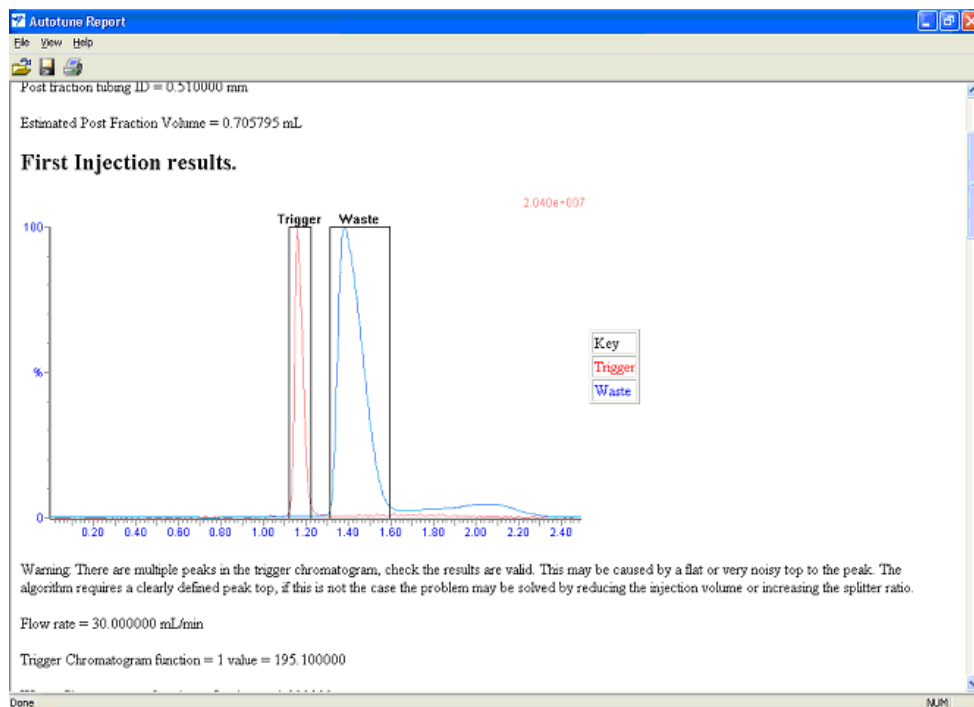 Autotune Report
File View Help
Post fraction tubing ID = 0.510000 mm
Estimated Post Fraction Volume = 0.705795 mL
First Injection results.
2.040e+007
Trigger Waste
100
%
0
0.20 0.40 0.60 0.80 1.00 1.20 1.40 1.60 1.80 2.00 2.20 2.40
Key
Trigger
Waste
Warning: There are multiple peaks in the trigger chromatogram, check the results are valid. This may be caused by a flat or very noisy top to the peak. The
algorithm requires a clearly defined peak top, if this is not the case the problem may be solved by reducing the injection volume or increasing the splitter ratio.
Flow rate = 30.000000 mL/min
Trigger Chromatogram function = 1 value = 195.100000
Done NUM